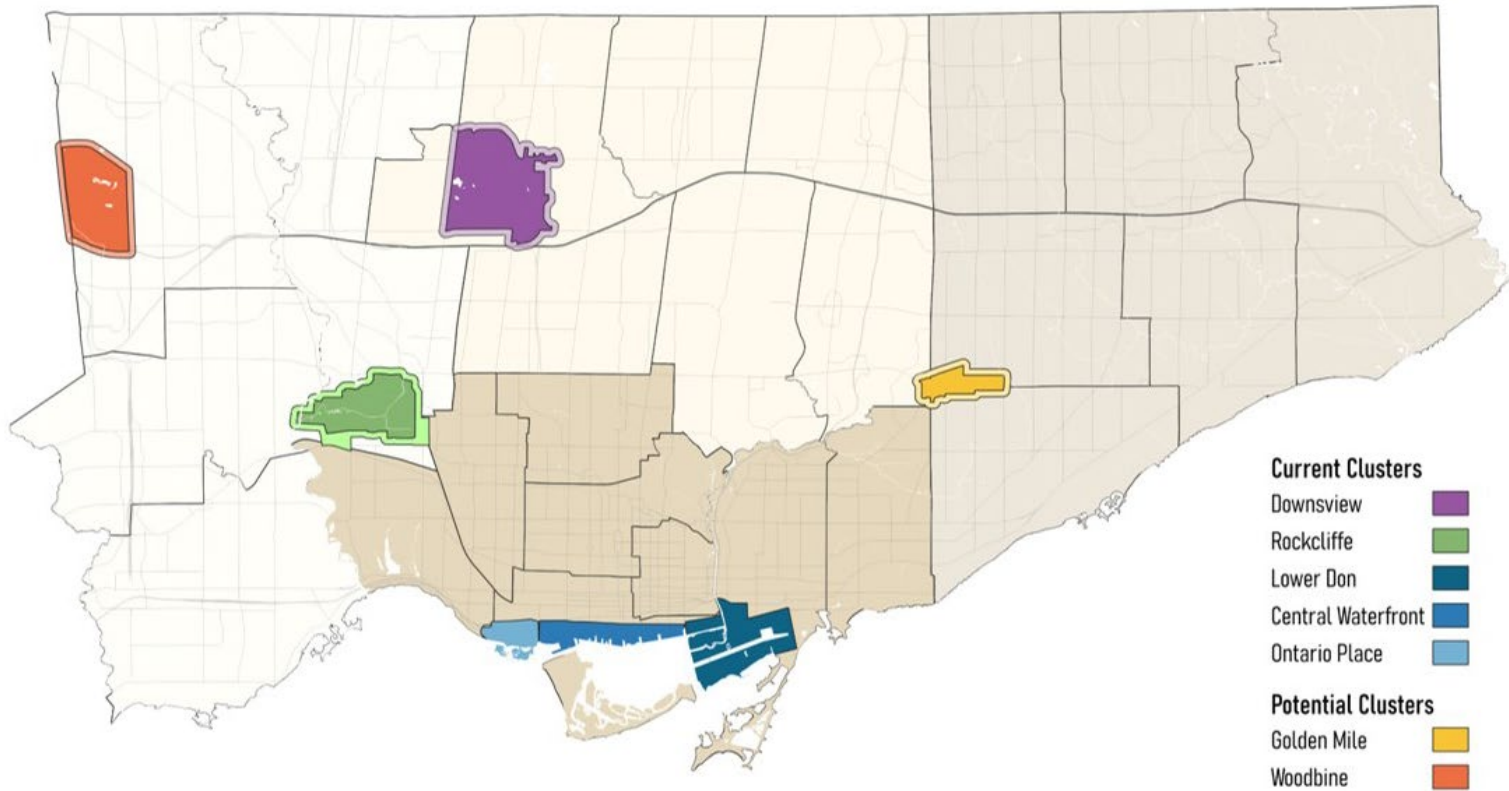 Current Clusters
Downsview
Rockcliffe
Lower Don
Central Waterfront
Ontario Place
Potential Clusters
Golden Mile
Woodbine